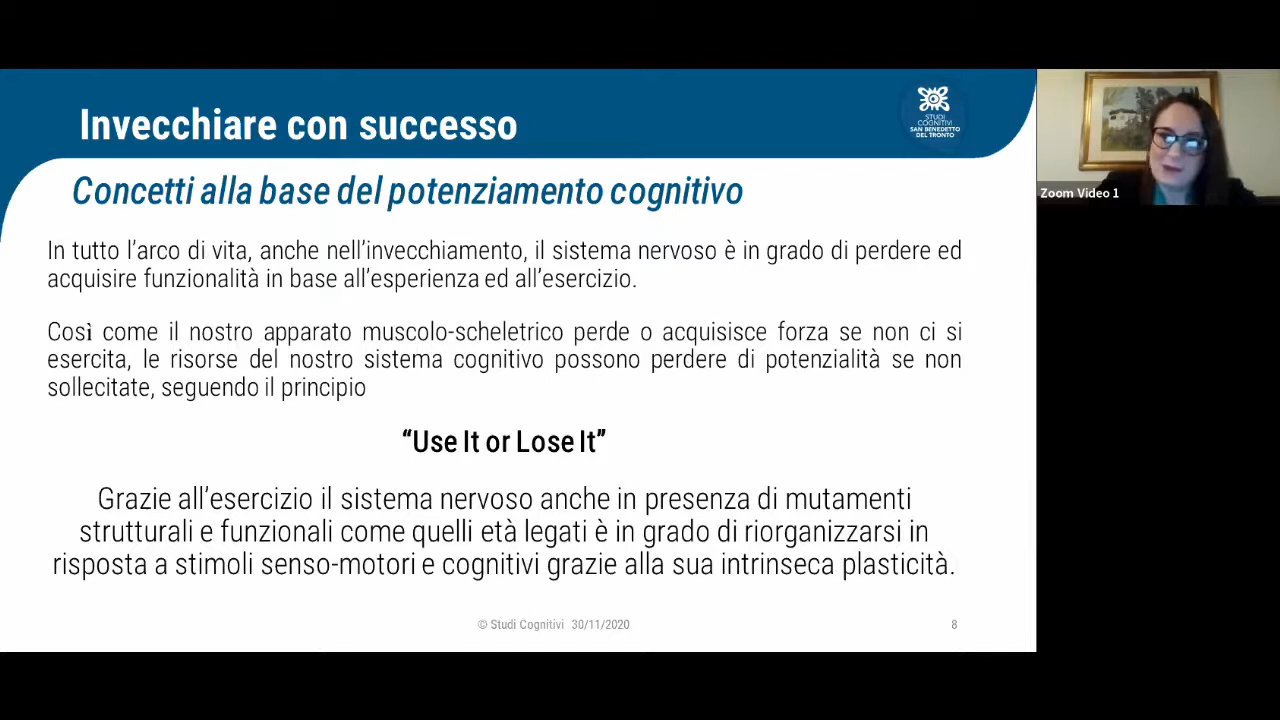 Invecchiare con successo
STUDI
COGNITIVI
SAN BENEDETTO
DEL TRONTO
Concetti alla base del potenziamento cognitivo
In tutto l’arco di vita, anche nell’invecchiamento, il sistema nervoso è in grado di perdere ed
acquisire funzionalità in base all’esperienza ed all’esercizio.
Così come il nostro apparato muscolo-scheletrico perde o acquisisce forza se non ci si
esercita, le risorse del nostro sistema cognitivo possono perdere di potenzialità se non
sollecitate, seguendo il principio
“Use It or Lose It”
Grazie all’esercizio il sistema nervoso anche in presenza di mutamenti
strutturali e funzionali come quelli età legati è in grado di riorganizzarsi in
risposta a stimoli senso-motori e cognitivi grazie alla sua intrinseca plasticità.
© Studi Cognitivi 30/11/2020
8
Zoom Video 1